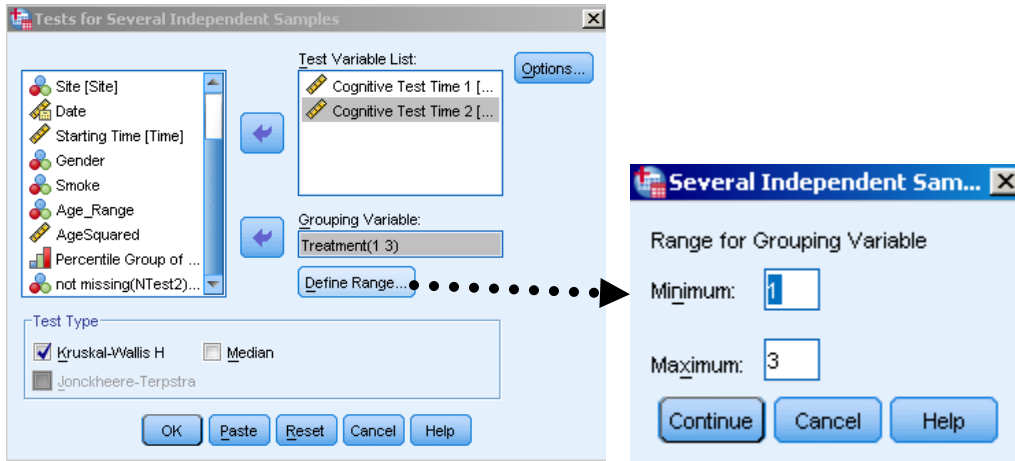 Tests for Several Independent Samples
Test Variable List:
Options...
Site [Site]
Date
Starting Time [Time]
Gender
Smoke
Age_Range
AgeSquared
Percentile Group of ...
not missing(NTest2)...
Cognitive Test Time 1 [...
Cognitive Test Time 2 [...
Grouping Variable:
Treatment(1 3)
Define Range...
Test Type
Kruskal-Wallis H
Median
Jonckheere-Terpstra
OK
Paste
Reset
Cancel
Help
Several Independent Sam...
Range for Grouping Variable
Minimum: 1
Maximum: 3
Continue
Cancel
Help